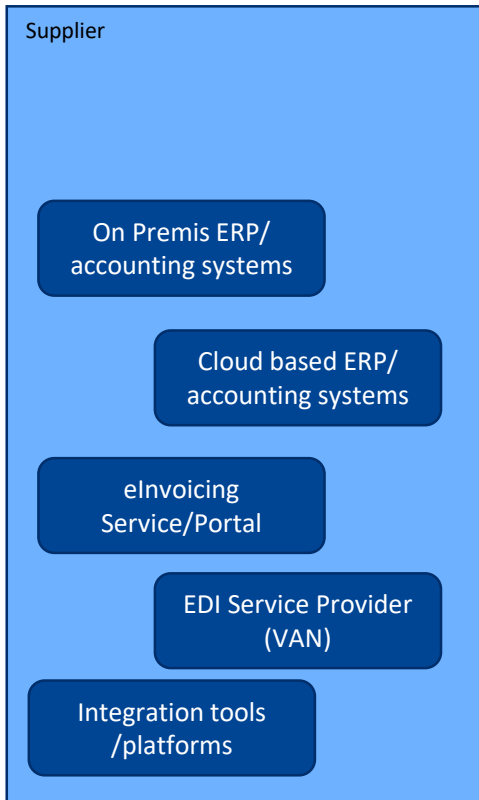 Supplier
On Premis ERP/
accounting systems
Cloud based ERP/
accounting systems
eInvoicing
Service/Portal
EDI Service Provider
(VAN)
Integration tools
/platforms